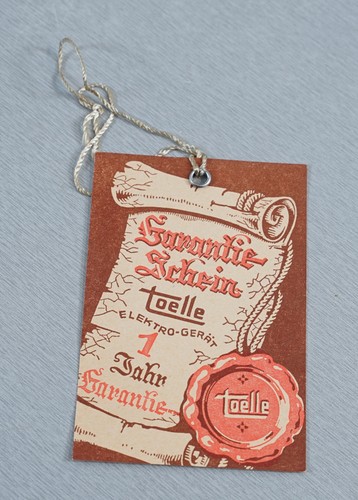 Garantie
Schein
toelle
ELEKTRO-GERÄT
1
Jahr
Garantie
toelle